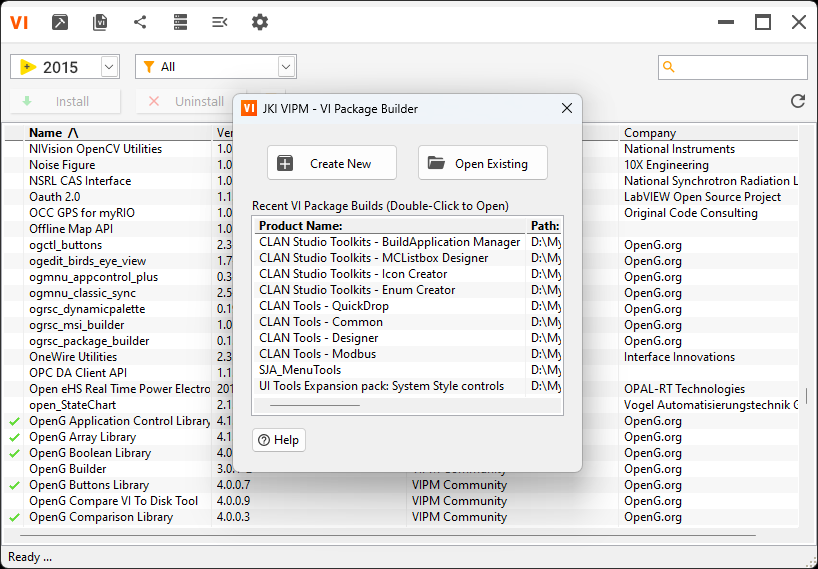 VI
2015
All
Install
Uninstall
Name /\
Ver
Company
NIVision OpenCV Utilities 1.0 National Instruments
Noise Figure 1.0 10X Engineering
NSRL CAS Interface 1.0 National Synchrotron Radiation L
Oauth 2.0 1.1 LabVIEW Open Source Project
OCC GPS for myRIO 1.0 Original Code Consulting
Offline Map API 1.0
ogctl_buttons 2.3 OpenG.org
ogedit_birds_eye_view 1.7 OpenG.org
ogmnu_appcontrol_plus 0.3 OpenG.org
ogmnu_classic_sync 2.5 OpenG.org
ogrsc_dynamicpalette 0.1 OpenG.org
ogrsc_msi_builder 1.0 OpenG.org
ogrsc_package_builder 0.1 OpenG.org
OneWire Utilities 2.3 Interface Innovations
OPC DA Client API 1.0
Open eHS Real Time Power Electro 201 OPAL-RT Technologies
open_StateChart 2.1 Vogel Automatisierungstechnik G
OpenG Application Control Library 4.1 OpenG.org
OpenG Array Library 4.1 OpenG.org
OpenG Boolean Library 4.0 OpenG.org
OpenG Builder 3.0 OpenG.org
OpenG Buttons Library 4.0.0.7 VIPM Community OpenG.org
OpenG Compare VI To Disk Tool 4.0.0.9 VIPM Community OpenG.org
OpenG Comparison Library 4.0.0.3 VIPM Community OpenG.org
Ready ...
VI JKI VIPM - VI Package Builder
Create New
Open Existing
Recent VI Package Builds (Double-Click to Open)
Product Name: Path:
CLAN Studio Toolkits - BuildApplication Manager D:\My
CLAN Studio Toolkits - MCListbox Designer D:\My
CLAN Studio Toolkits - Icon Creator D:\My
CLAN Studio Toolkits - Enum Creator D:\My
CLAN Tools - QuickDrop D:\My
CLAN Tools - Common D:\My
CLAN Tools - Designer D:\My
CLAN Tools - Modbus D:\My
SJA_MenuTools D:\My
UI Tools Expansion pack: System Style controls D:\My
Help